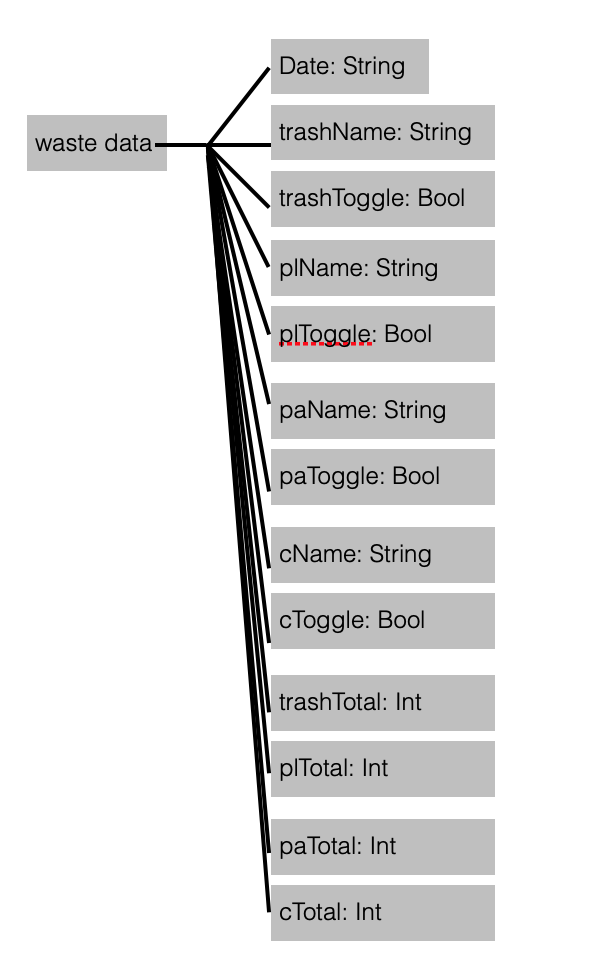 Date: String
waste data
trashName: String
trashToggle: Bool
plName: String
plToggle: Bool
paName: String
paToggle: Bool
cName: String
cToggle: Bool
trashTotal: Int
plTotal: Int
paTotal: Int
cTotal: Int